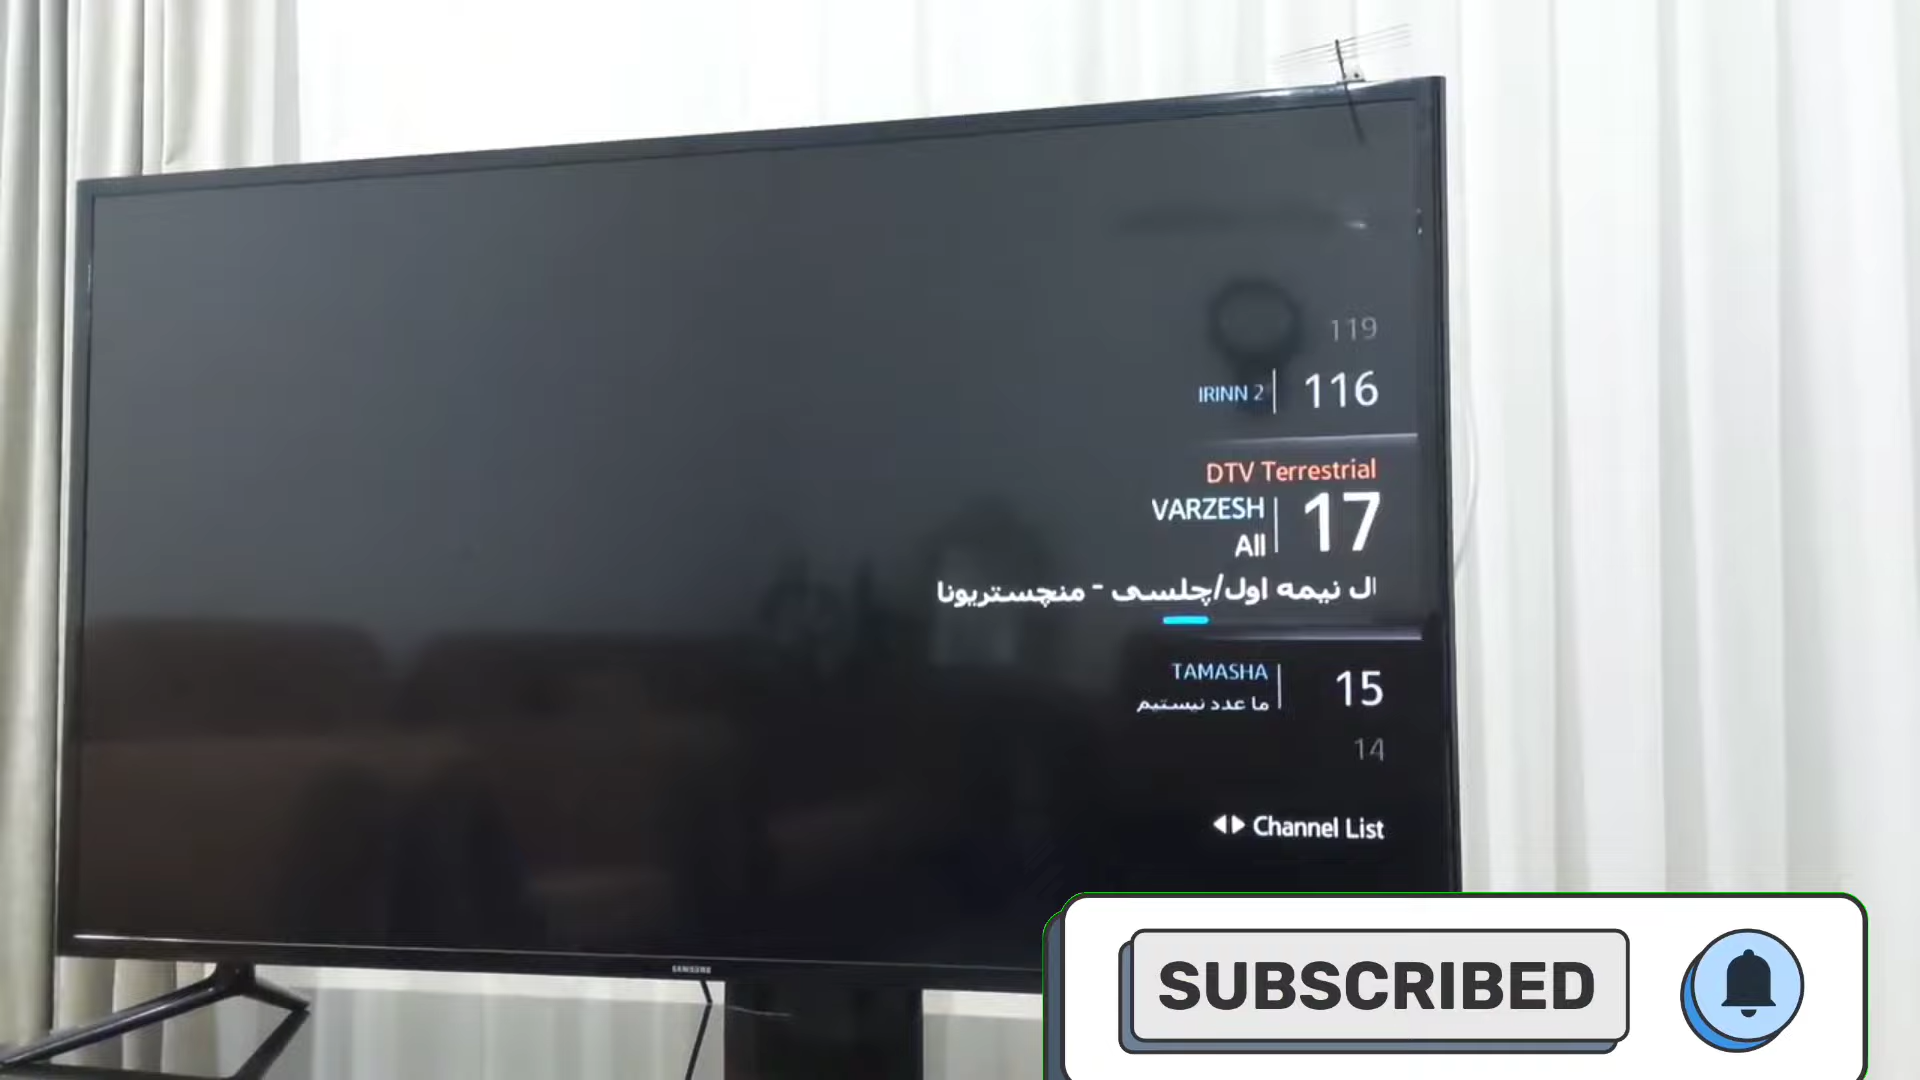 119
IRINN 2 116
DTV Terrestrial
VARZESH 17
All
ال نیمه اول/چلسی - منچستریونا
TAMASHA 15
ما عدد نیستیم
14
Channel List
SAMSUNG
SUBSCRIBED